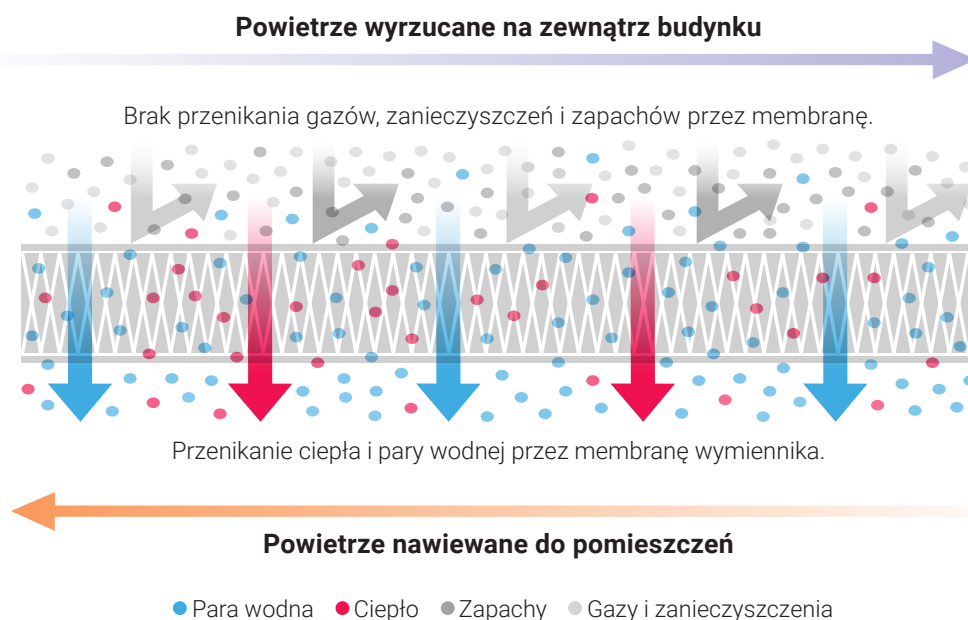 Powietrze wyrzucane na zewnątrz budynku
Brak przenikania gazów, zanieczyszczeń i zapachów przez membranę.
Przenikanie ciepła i pary wodnej przez membranę wymiennika.
Powietrze nawiewane do pomieszczeń
Para wodna Ciepło Zapachy Gazy i zanieczyszczenia